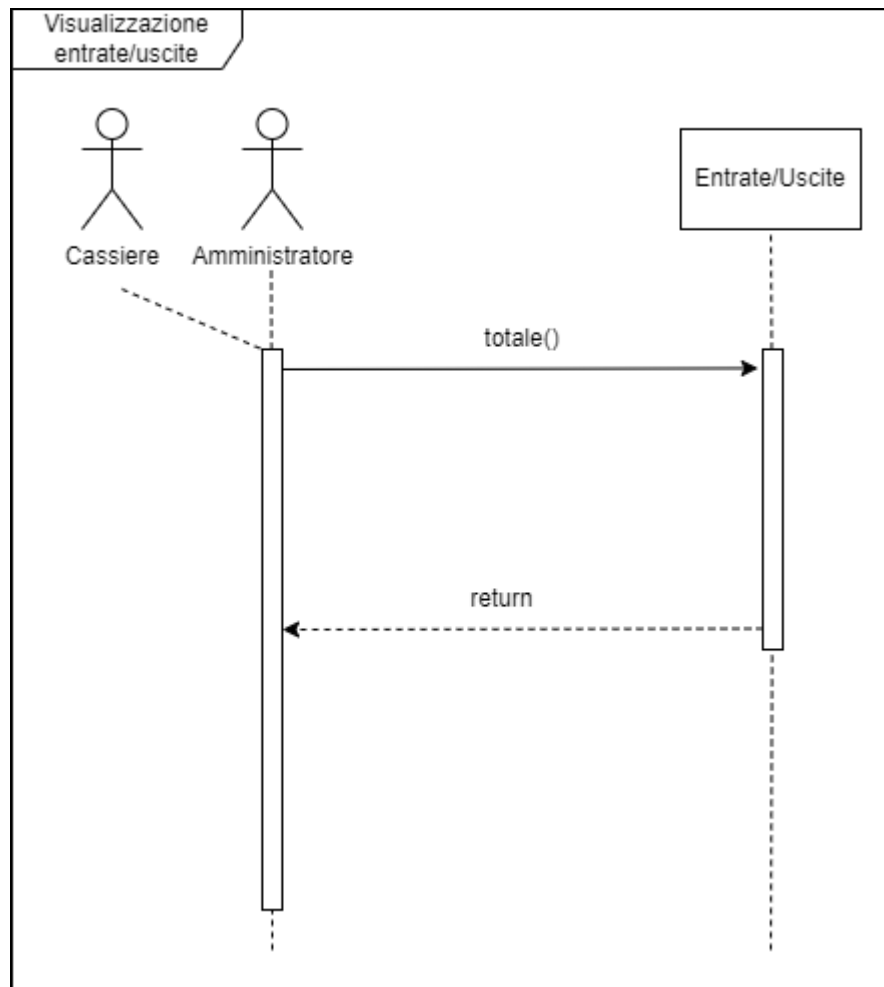 Visualizzazione
entrate/uscite
Cassiere
Amministratore
Entrate/Uscite
totale()
return